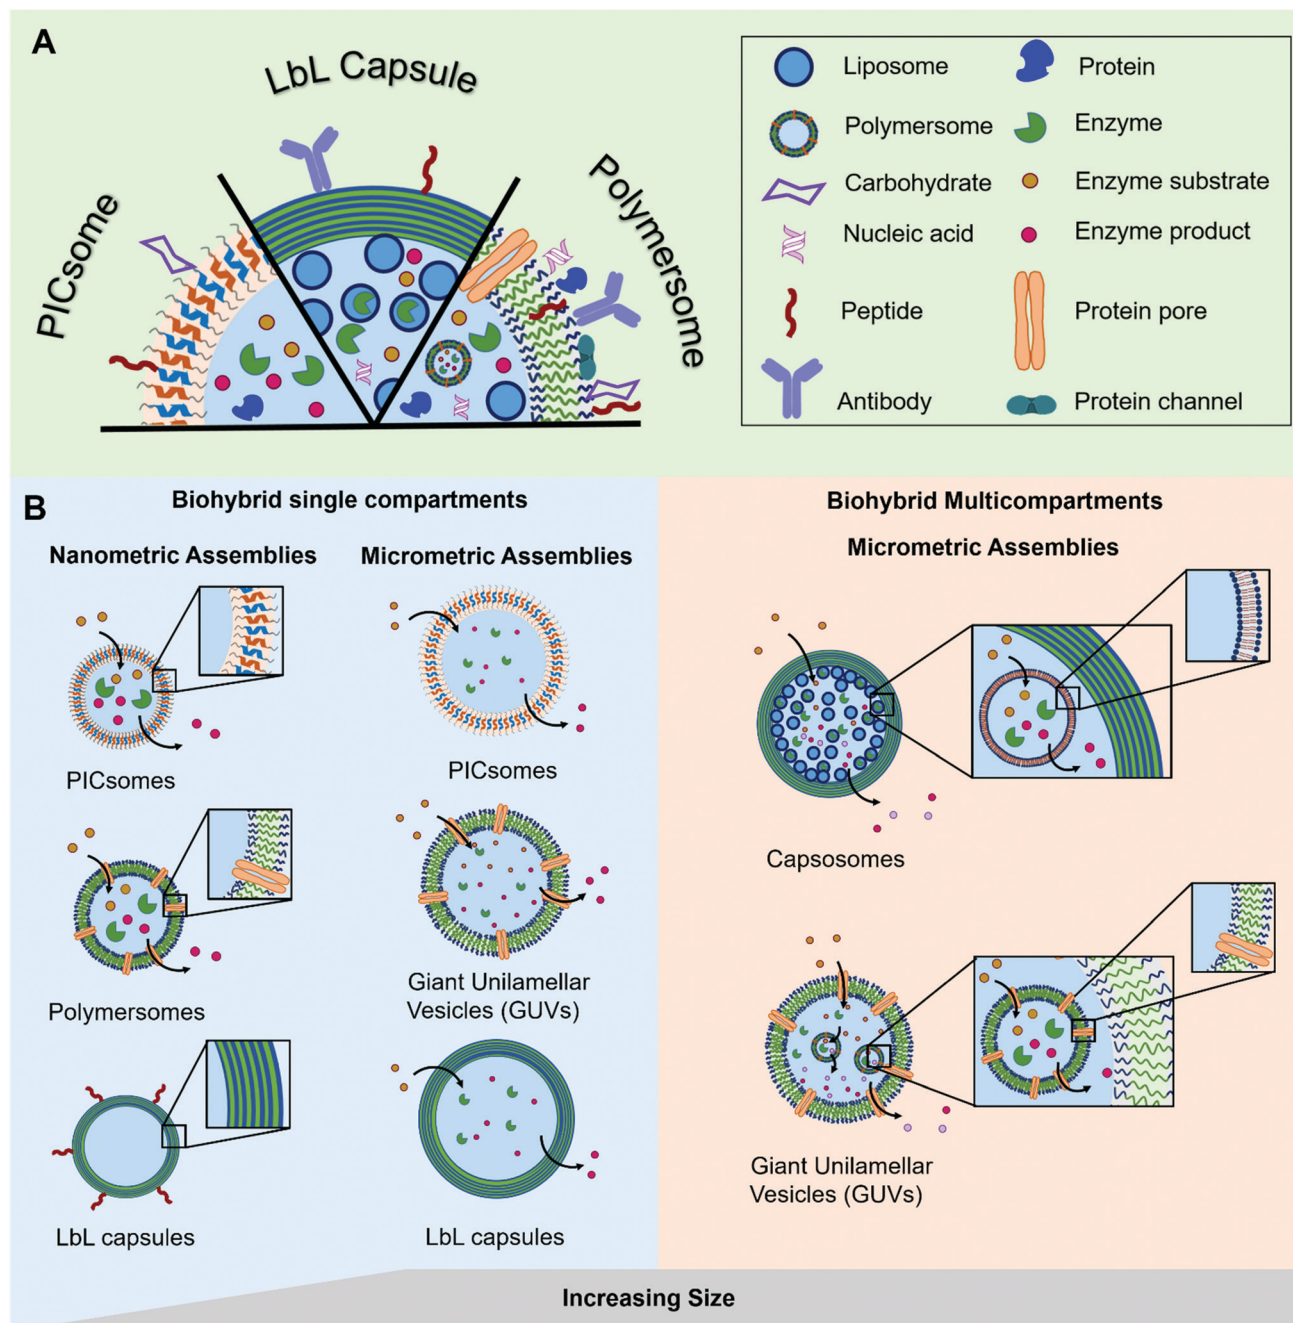 A
LbL Capsule
PICsome
Polymersome
Liposome
Protein
Polymersome
Enzyme
Carbohydrate
Enzyme substrate
Nucleic acid
Enzyme product
Peptide
Protein pore
Antibody
Protein channel
B
Biohybrid single compartments
Biohybrid Multicompartments
Nanometric Assemblies
Micrometric Assemblies
Micrometric Assemblies
PICsomes
PICsomes
Capsosomes
Polymersomes
Giant Unilamellar
Vesicles (GUVs)
Giant Unilamellar
Vesicles (GUVs)
LbL capsules
LbL capsules
Increasing Size